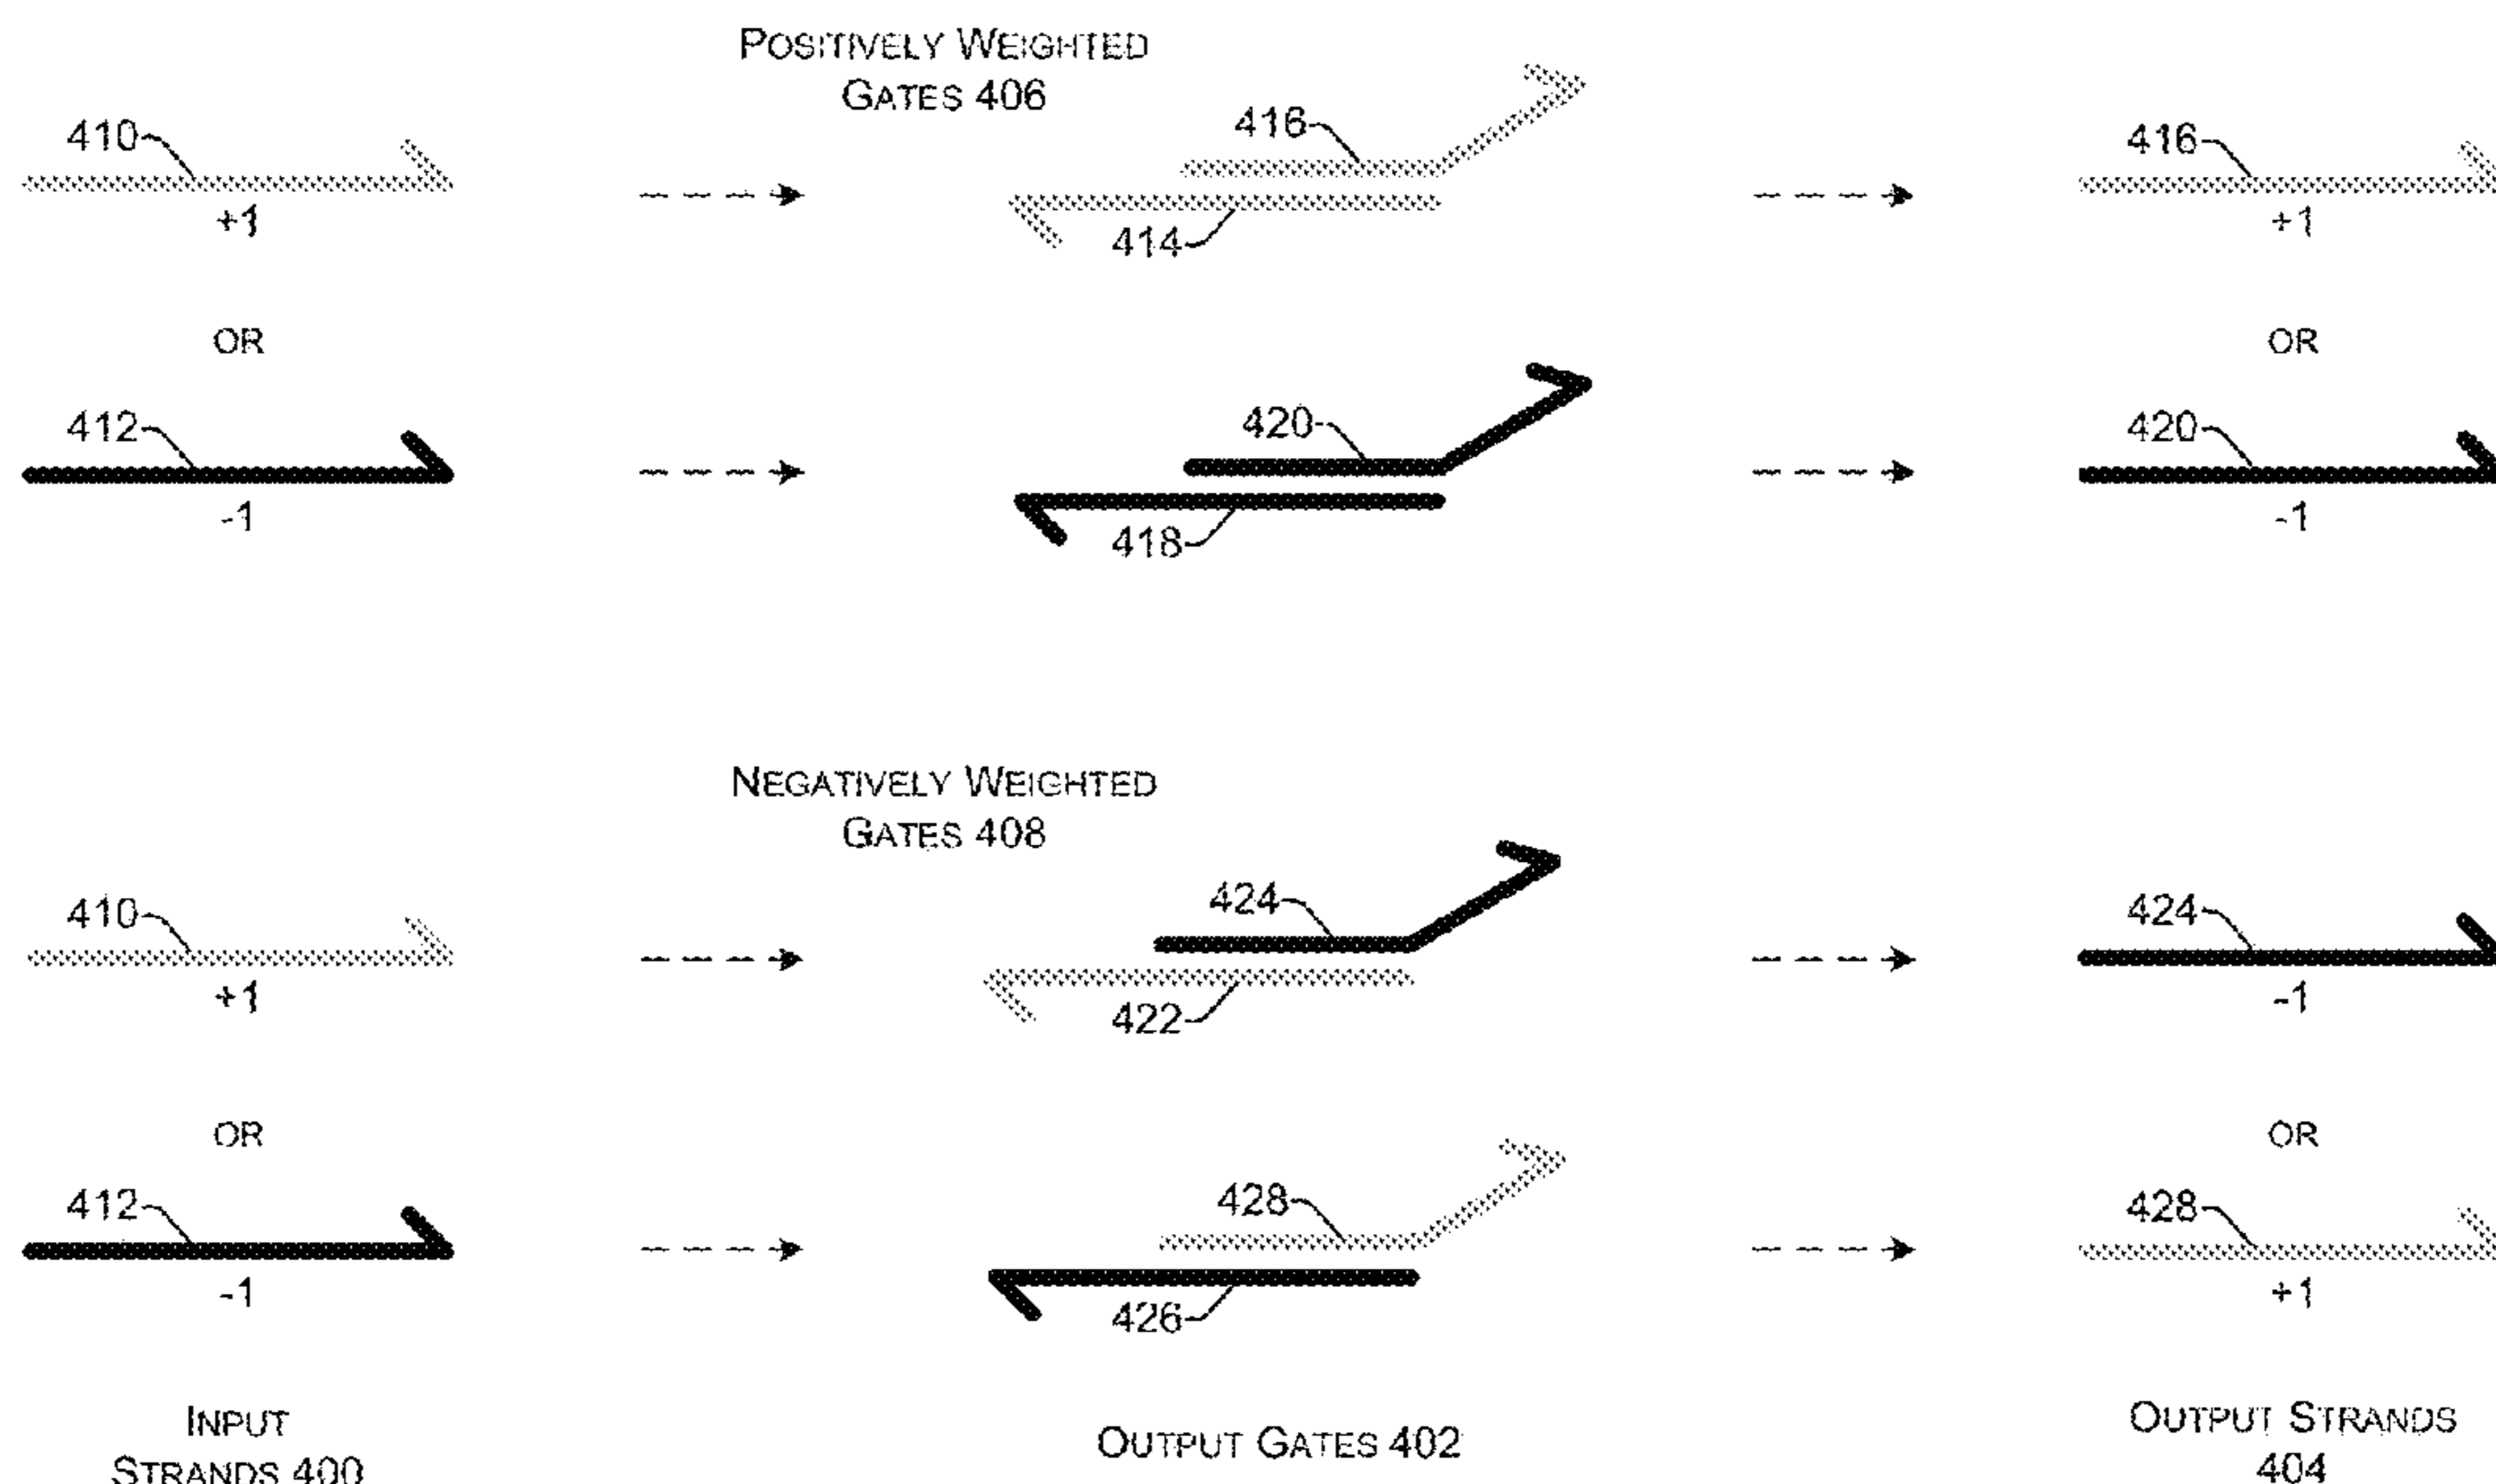 POSITIVELY WEIGHTED
GATES 406
410
416
416
+1
414
+1
OR
OR
412
420
420
-1
418
-1
NEGATIVELY WEIGHTED
GATES 408
410
424
424
+1
422
-1
OR
OR
412
428
428
-1
426
+1
INPUT
STRANDS 400
OUTPUT GATES 402
OUTPUT STRANDS
404